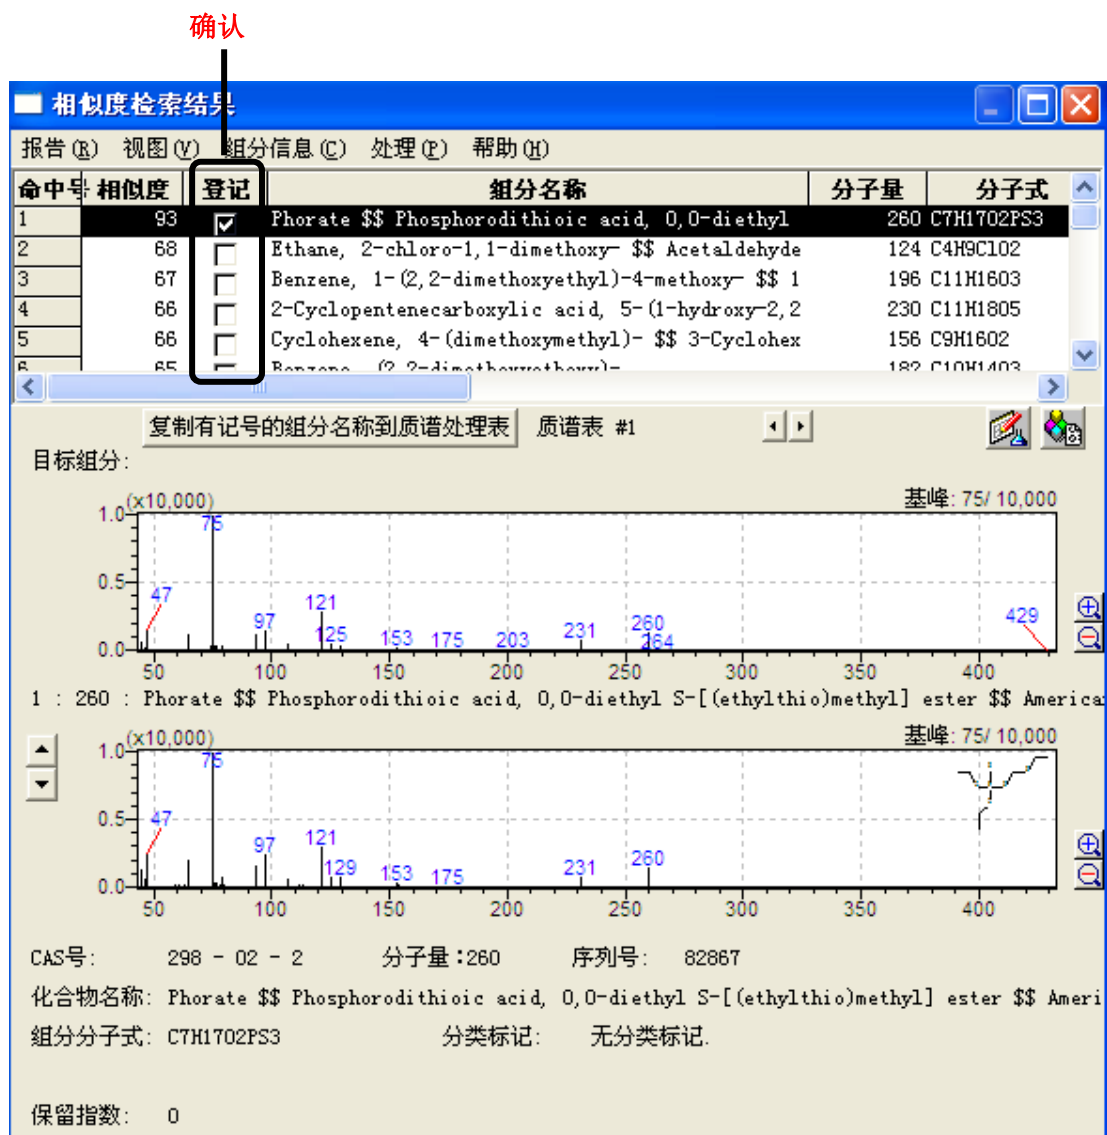 确认
相似度检索结果
报告(R) 视图(V) 组分信息(C) 处理(P) 帮助(H)
命中号 相似度 登记 组分名称 分子量 分子式
1 93 Phorate $$ Phosphorodithioic acid, O,O-diethyl 260 C7H17O2PS3
2 68 Ethane, 2-chloro-1,1-dimethoxy- $$ Acetaldehyde 124 C4H9ClO2
3 67 Benzene, 1-(2,2-dimethoxyethyl)-4-methoxy- $$ 1 196 C11H16O3
4 66 2-Cyclopentenecarboxylic acid, 5-(1-hydroxy-2,2 230 C11H18O5
5 66 Cyclohexene, 4-(dimethoxymethyl)- $$ 3-Cyclohex 156 C9H16O2
6 65 Benzene, (2,2-dimethoxyethoxy)- 182 C10H14O3
复制有记号的组分名称到质谱处理表 质谱表 #1
目标组分:
(x10,000) 基峰: 75/ 10,000
1.0 75
0.5 47 121 97 125 153 175 203 231 260 264 429
0.0
50 100 150 200 250 300 350 400
1 : 260 : Phorate $$ Phosphorodithioic acid, O,O-diethyl S-[(ethylthio)methyl] ester $$ America
(x10,000) 基峰: 75/ 10,000
1.0 75
0.5 47 97 121 129 153 175 231 260
0.0
50 100 150 200 250 300 350 400
CAS号: 298 - 02 - 2 分子量:260 序列号: 82867
化合物名称: Phorate $$ Phosphorodithioic acid, O,O-diethyl S-[(ethylthio)methyl] ester $$ Ameri
组分分子式: C7H17O2PS3 分类标记: 无分类标记.
保留指数: 0